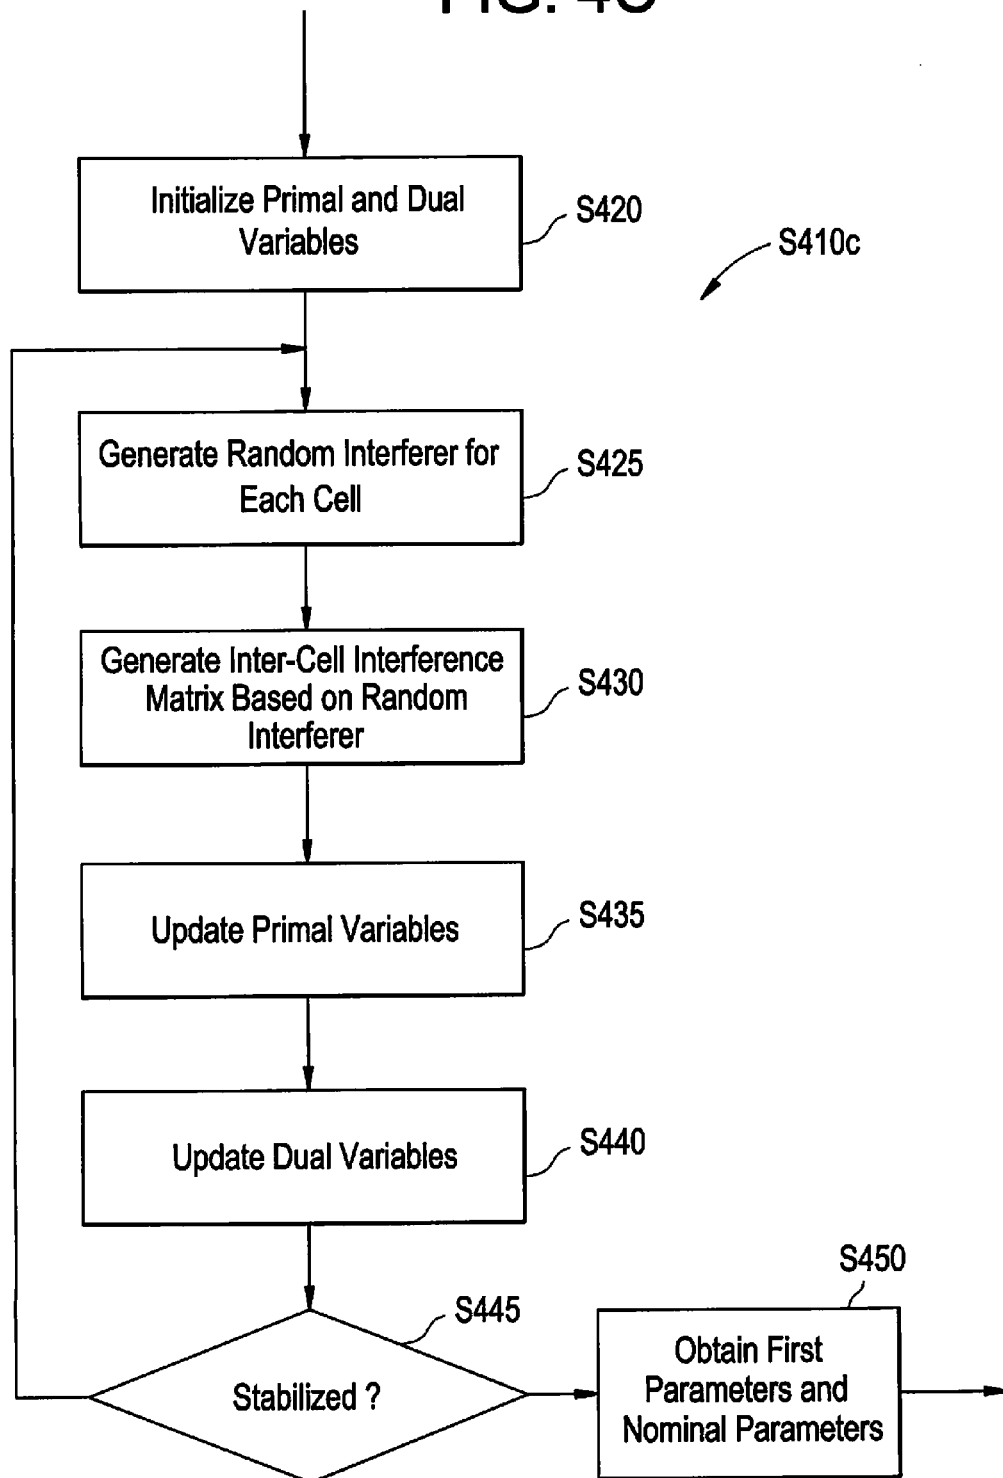 FIG. 4C
Initialize Primal and Dual
Variables
S420
S410c
Generate Random Interferer for
Each Cell
S425
Generate Inter-Cell Interference
Matrix Based on Random
Interferer
S430
Update Primal Variables
S435
Update Dual Variables
S440
S445
Stabilized ?
S450
Obtain First
Parameters and
Nominal Parameters